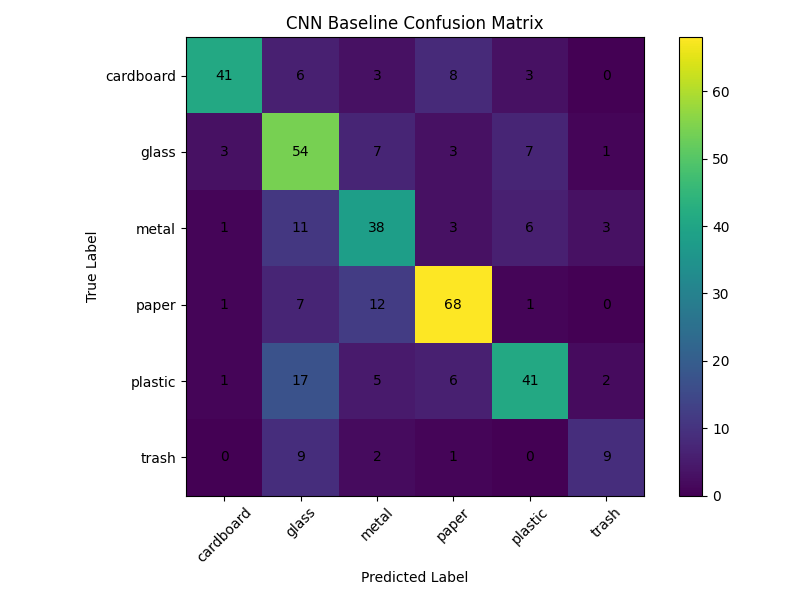 CNN Baseline Confusion Matrix
cardboard 41 6 3 8 3 0
glass 3 54 7 3 7 1
metal 1 11 38 3 6 3
paper 1 7 12 68 1 0
plastic 1 17 5 6 41 2
trash 0 9 2 1 0 9
cardboard glass metal paper plastic trash
Predicted Label
True Label
60
50
40
30
20
10
0